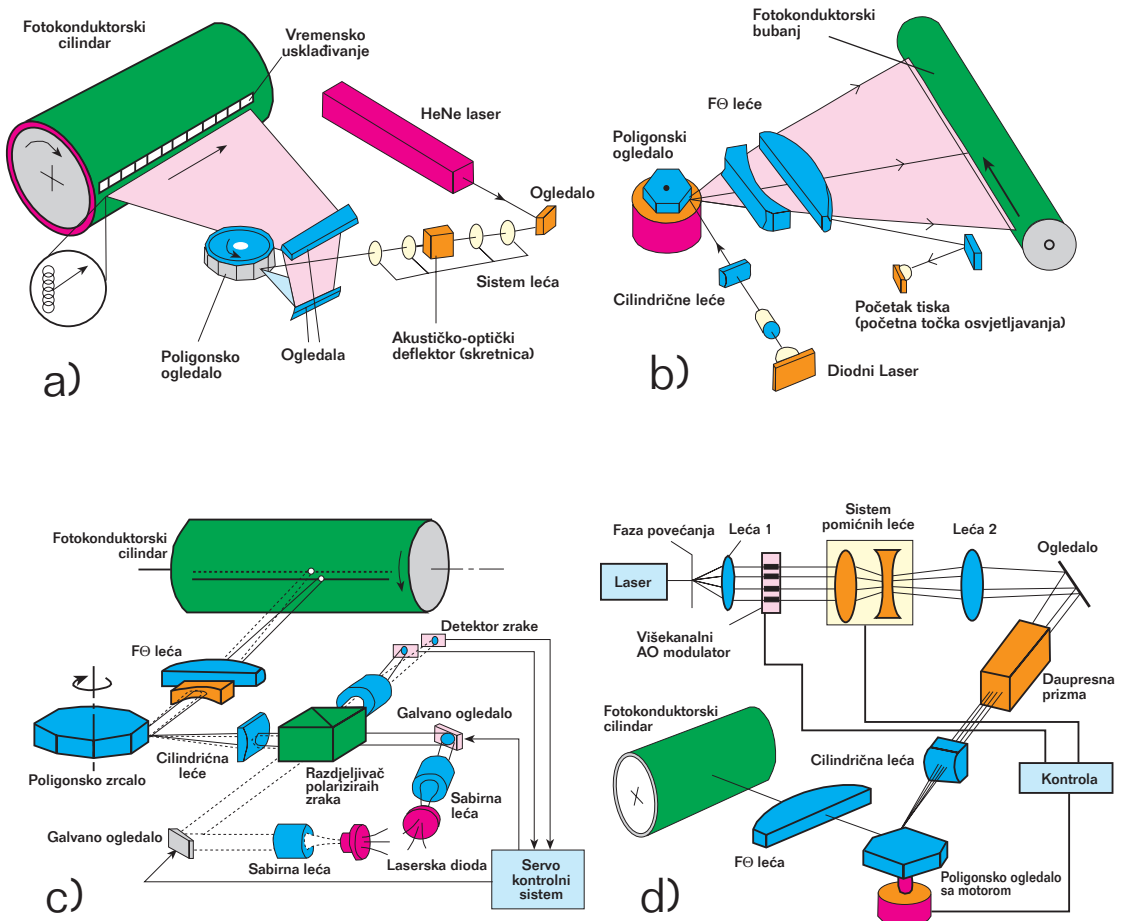 Fotokonduktorski
cilindar
Vremensko
usklađivanje
HeNe laser
Ogledalo
Sistem leća
Akustičko-optički
deflektor (skretnica)
Ogledala
Poligonsko
ogledalo
a)
Fotokonduktorski
bubanj
FΘ leće
Poligonski
ogledalo
Cilindrične leće
Početak tiska
(početna točka osvjetljavanja)
Diodni Laser
b)
Fotokonduktorski
cilindar
Detektor zrake
FΘ leća
Galvano ogledalo
Cilindrićna
leće
Poligonsko zrcalo
Razdjeljivač
polariziraih
zraka
Sabirna
leća
Galvano ogledalo
Sabirna leća
Laserska dioda
Servo
kontrolni
sistem
c)
Sistem
pomićnih leće
Faza povećanja
Leća 1
Leća 2
Ogledalo
Laser
Višekanalni
AO modulator
Daupresna
prizma
Fotokonduktorski
cilindar
Cilindrična leća
Kontrola
FΘ leća
Poligonsko ogledalo
sa motorom
d)